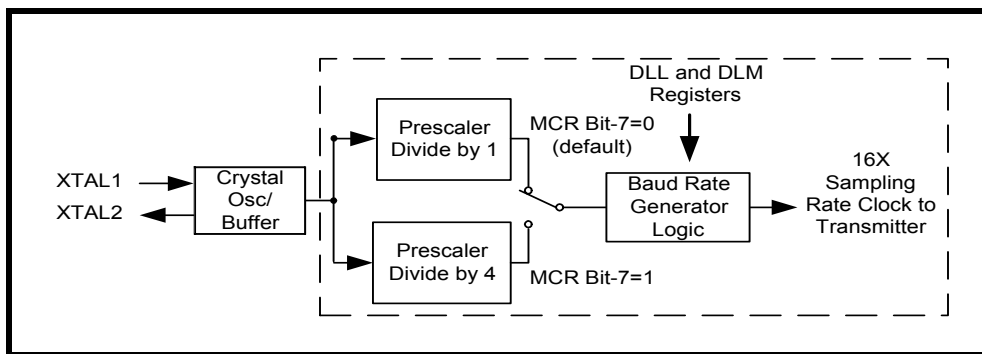 DLL and DLM
Registers
Prescaler
Divide by 1
MCR Bit-7=0
(default)
XTAL1
XTAL2
Crystal
Osc/
Buffer
Baud Rate
Generator
Logic
16X
Sampling
Rate Clock to
Transmitter
Prescaler
Divide by 4
MCR Bit-7=1